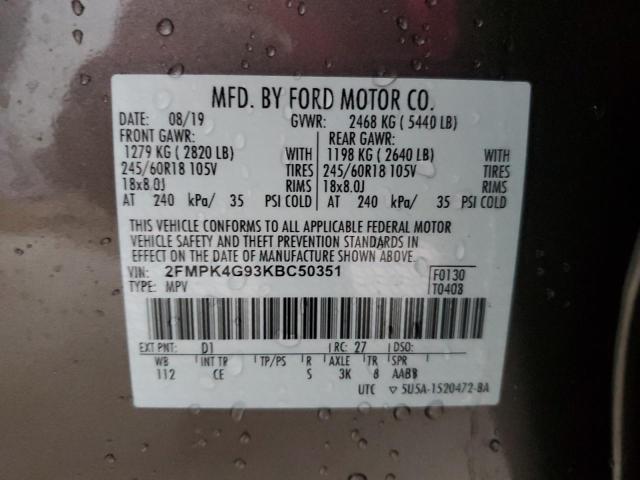 MFD. BY FORD MOTOR CO.
DATE: 08/19 GVWR: 2468 KG ( 5440 LB)
FRONT GAWR: REAR GAWR:
1279 KG ( 2820 LB) WITH 1198 KG ( 2640 LB) WITH
245/60R18 105V TIRES 245/60R18 105V TIRES
18x8.0J RIMS 18x8.0J RIMS
AT 240 kPa/ 35 PSI COLD AT 240 kPa/ 35 PSI COLD
THIS VEHICLE CONFORMS TO ALL APPLICABLE FEDERAL MOTOR
VEHICLE SAFETY AND THEFT PREVENTION STANDARDS IN
EFFECT ON THE DATE OF MANUFACTURE SHOWN ABOVE.
VIN: 2FMPK4G93KBC50351 F0130
TYPE: MPV T0408
EXT PNT: D1 RC: 27 DSO:
WB INT TR TP/PS R AXLE TR SPR
112 CE S 3K 8 AABB
UTC ▽ 5U5A-1520472-BA